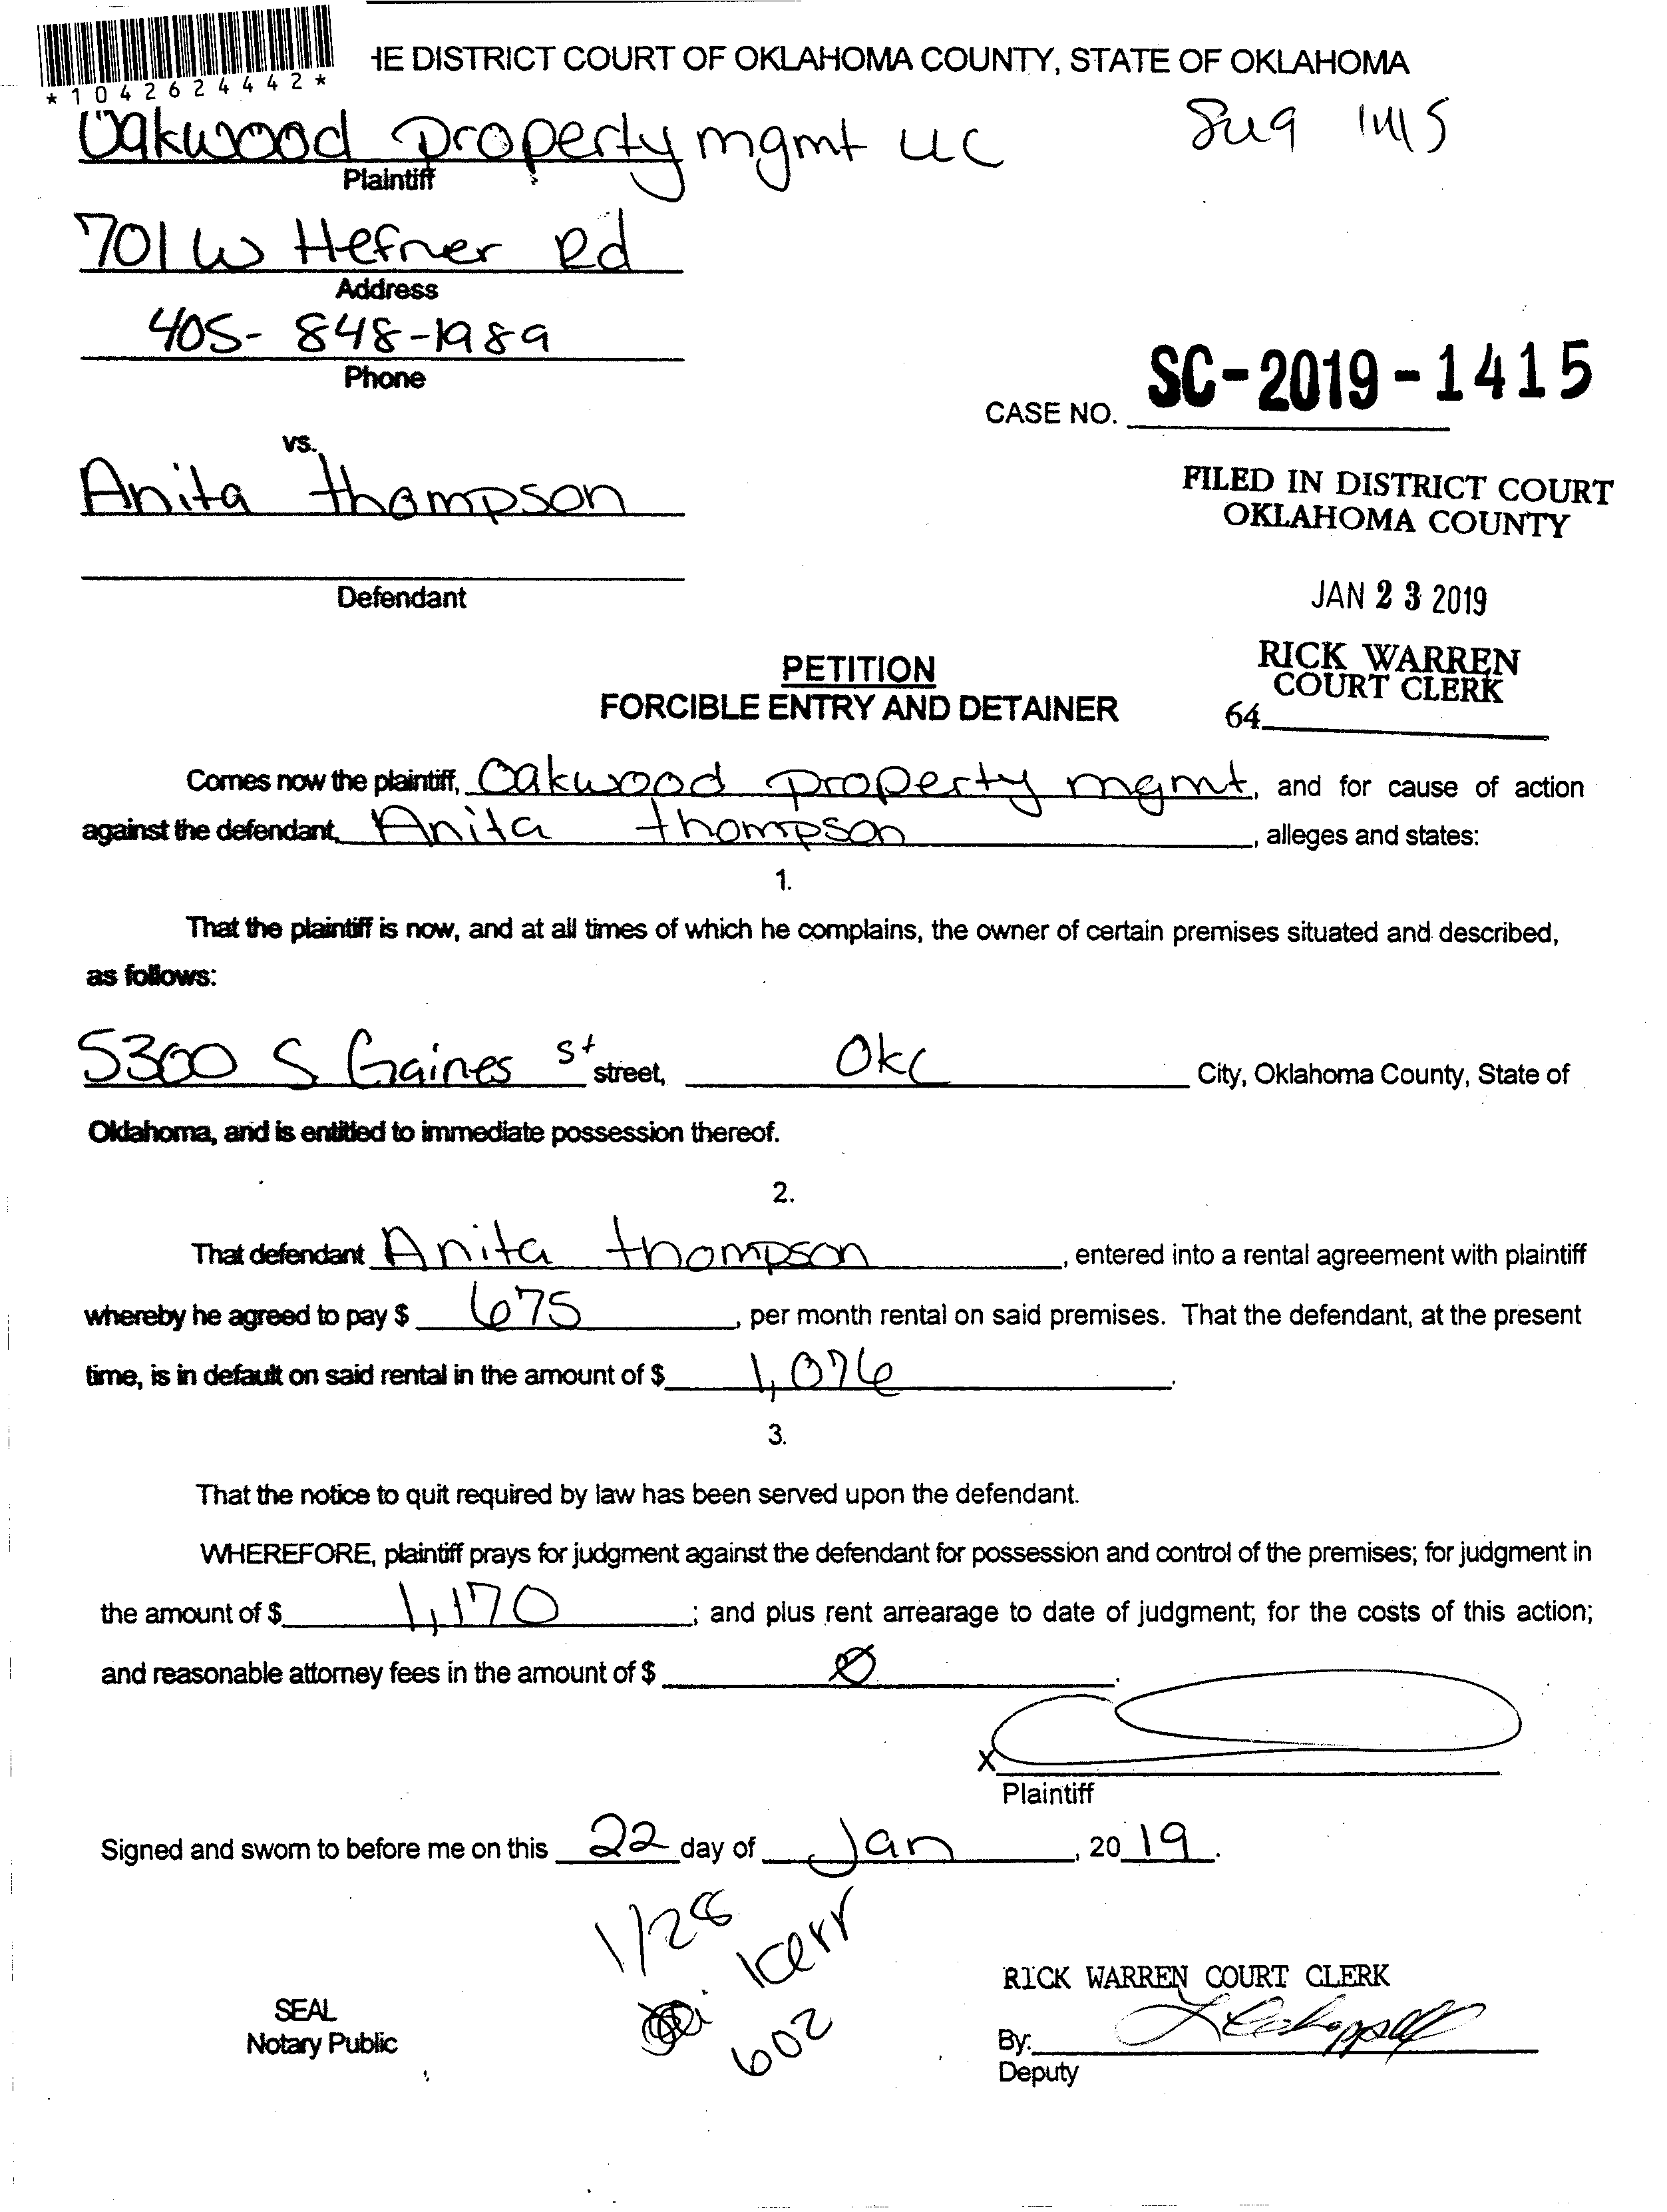 *1042624442*
HE DISTRICT COURT OF OKLAHOMA COUNTY, STATE OF OKLAHOMA
Oakwood property mgmt LLC
1415
Plaintiff
701 W Hefner Rd
Address
405-848-1989
Phone
CASE NO. SC-2019-1415
vs.
Anita thompson
FILED IN DISTRICT COURT
OKLAHOMA COUNTY
Defendant
JAN 23 2019
PETITION
FORCIBLE ENTRY AND DETAINER
RICK WARREN
COURT CLERK
64
Comes now the plaintiff, Oakwood property mgmt, and for cause of action
against the defendant, Anita thompson, alleges and states:
1.
That the plaintiff is now, and at all times of which he complains, the owner of certain premises situated and described,
as follows:
5300 S Gaines st street, OKC City, Oklahoma County, State of
Oklahoma, and is entitled to immediate possession thereof.
2.
That defendant Anita thompson, entered into a rental agreement with plaintiff
whereby he agreed to pay $ 675, per month rental on said premises. That the defendant, at the present
time, is in default on said rental in the amount of $ 1,076.
3.
That the notice to quit required by law has been served upon the defendant.
WHEREFORE, plaintiff prays for judgment against the defendant for possession and control of the premises; for judgment in
the amount of $ 1,170; and plus rent arrearage to date of judgment; for the costs of this action;
and reasonable attorney fees in the amount of $ Ø.
X
Plaintiff
Signed and sworn to before me on this 22 day of Jan, 2019.
1/28
Kerr
602
RICK WARREN COURT CLERK
SEAL
Notary Public
By:
Deputy